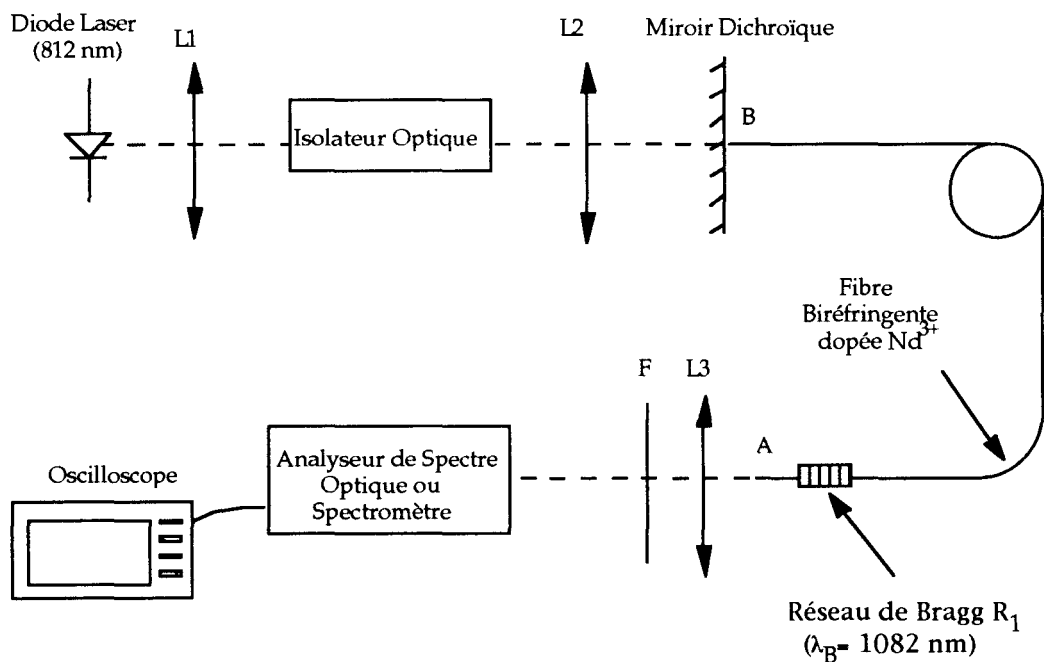 Diode Laser
(812 nm)
L1
L2
Miroir Dichroïque
Isolateur Optique
B
Fibre
Biréfringente
dopée Nd3+
F
L3
A
Oscilloscope
Analyseur de Spectre
Optique ou
Spectromètre
Réseau de Bragg R1
(λB= 1082 nm)